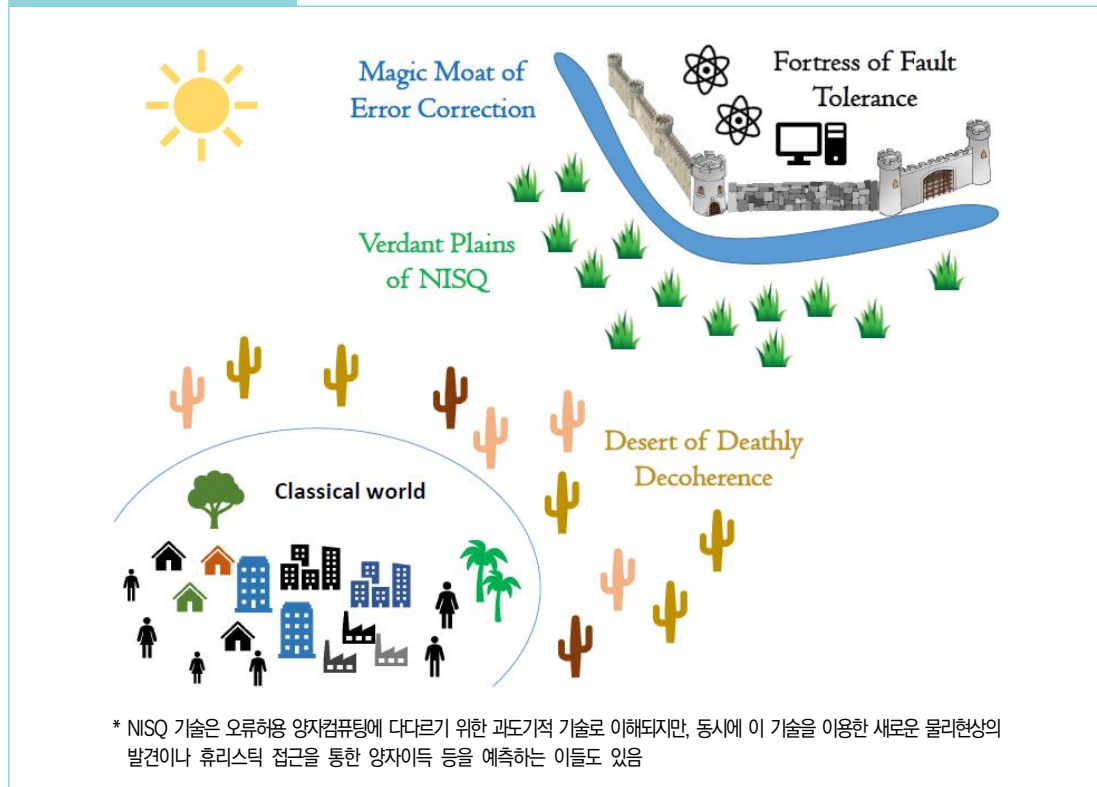 Magic Moat of
Error Correction
Fortress of Fault
Tolerance
Verdant Plains
of NISQ
Desert of Deathly
Decoherence
Classical world
* NISQ 기술은 오류허용 양자컴퓨팅에 다다르기 위한 과도기적 기술로 이해되지만, 동시에 이 기술을 이용한 새로운 물리현상의
발견이나 휴리스틱 접근을 통한 양자이득 등을 예측하는 이들도 있음